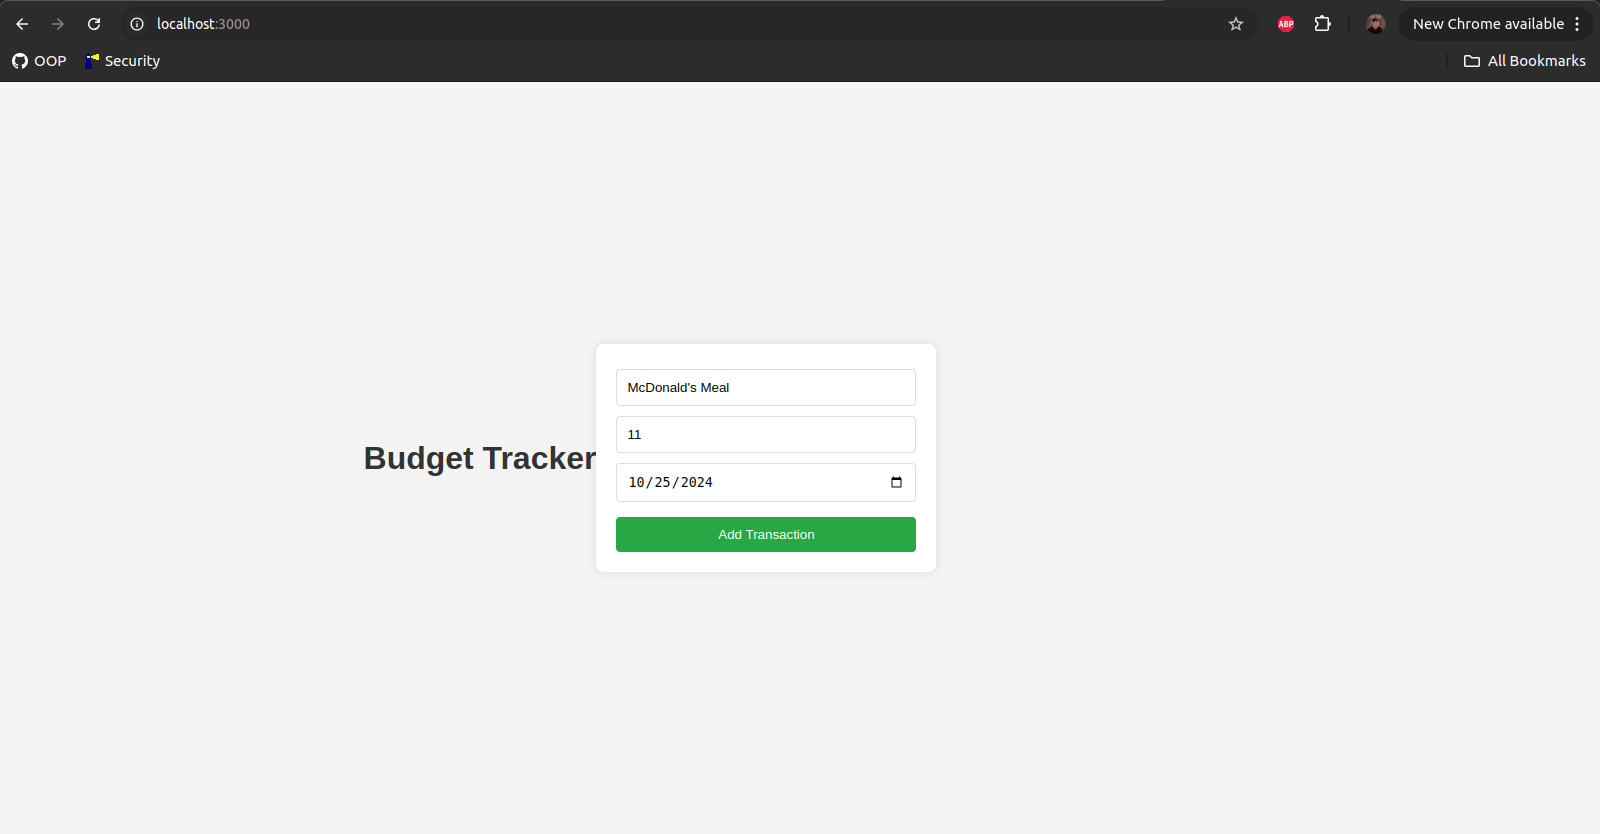 localhost:3000
ABP
New Chrome available
OOP
Security
All Bookmarks
Budget Tracker
McDonald's Meal
11
10/25/2024
Add Transaction